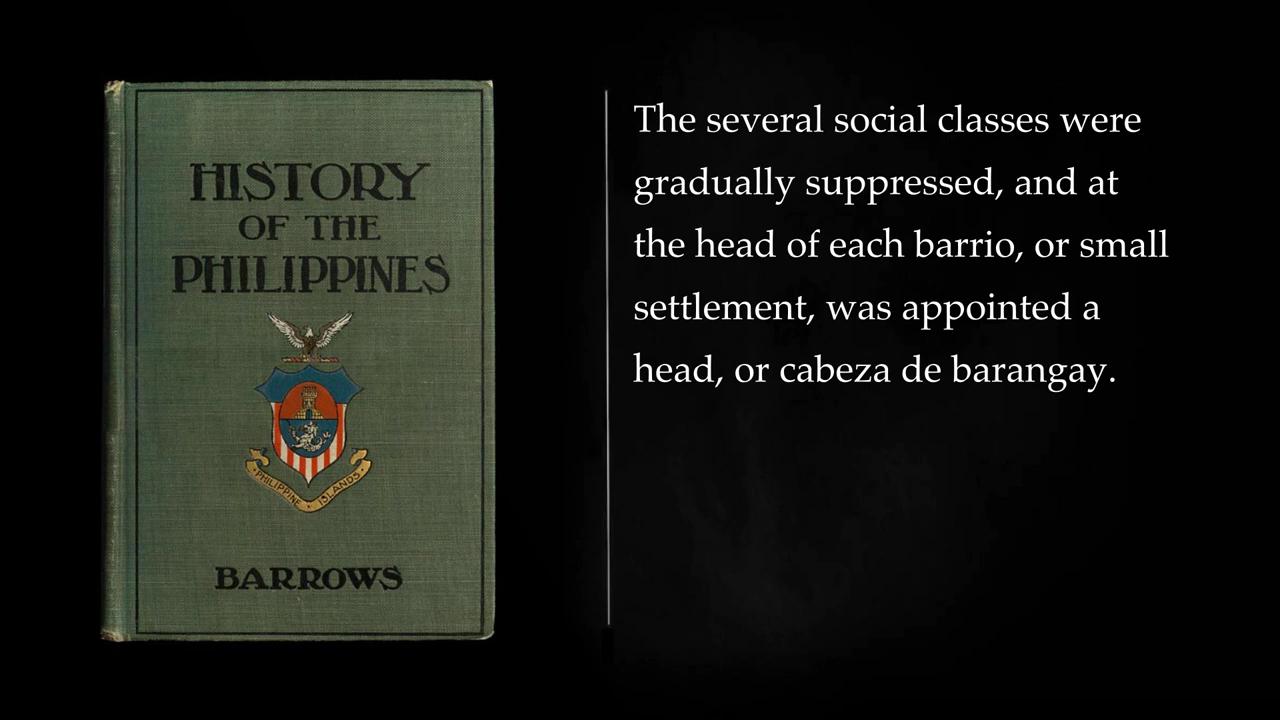 HISTORY
OF THE
PHILIPPINES
PHILIPPINE ISLANDS
BARROWS
The several social classes were
gradually suppressed, and at
the head of each barrio, or small
settlement, was appointed a
head, or cabeza de barangay.